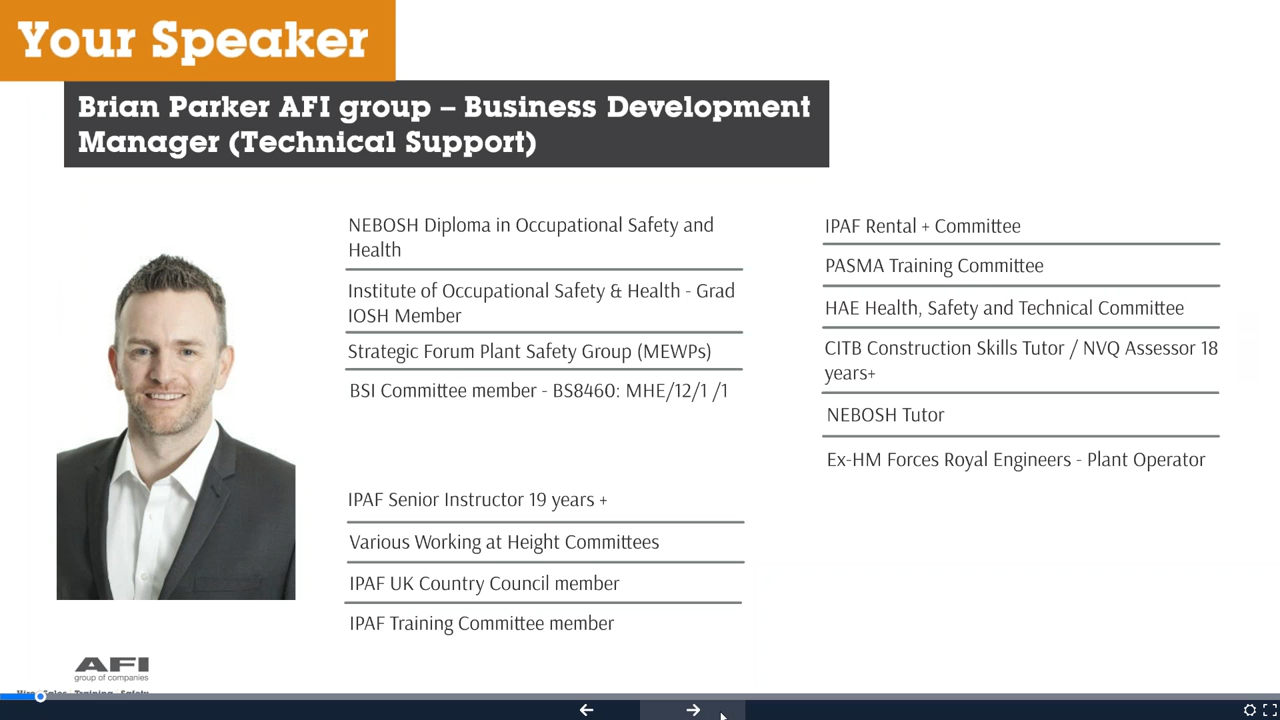 Your Speaker
Brian Parker AFI group – Business Development
Manager (Technical Support)
NEBOSH Diploma in Occupational Safety and
Health
Institute of Occupational Safety & Health - Grad
IOSH Member
Strategic Forum Plant Safety Group (MEWPs)
BSI Committee member - BS8460: MHE/12/1 /1
IPAF Senior Instructor 19 years +
Various Working at Height Committees
IPAF UK Country Council member
IPAF Training Committee member
IPAF Rental + Committee
PASMA Training Committee
HAE Health, Safety and Technical Committee
CITB Construction Skills Tutor / NVQ Assessor 18
years+
NEBOSH Tutor
Ex-HM Forces Royal Engineers - Plant Operator
AFI
group of companies